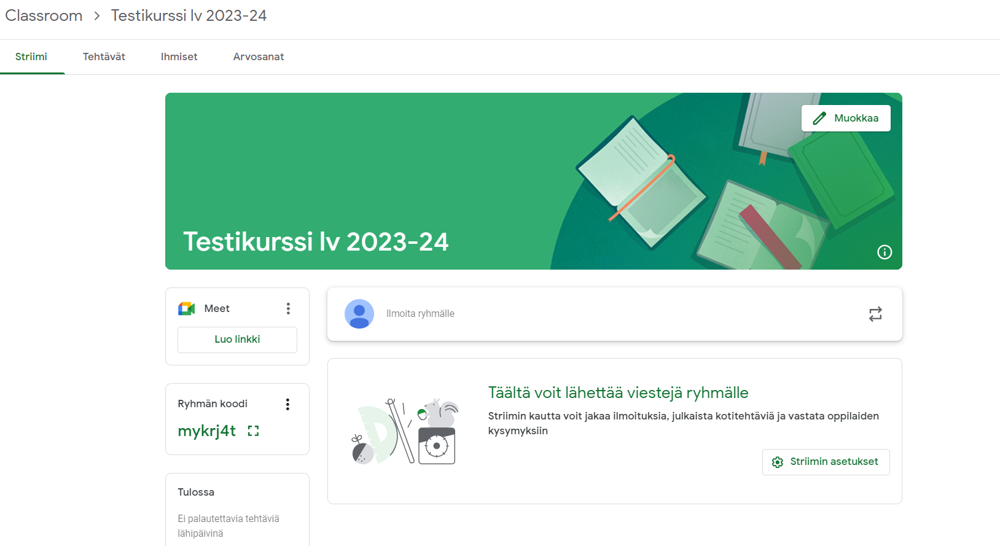 Classroom > Testikurssi lv 2023-24
Striimi Tehtävät Ihmiset Arvosanat
Muokkaa
Testikurssi lv 2023-24
Meet
Luo linkki
Ilmoita ryhmälle
Ryhmän koodi
mykrj4t
Täältä voit lähettää viestejä ryhmälle
Striimin kautta voit jakaa ilmoituksia, julkaista kotitehtäviä ja vastata oppilaiden
kysymyksiin
Striimin asetukset
Tulossa
Ei palautettavia tehtäviä
lähipäivinä